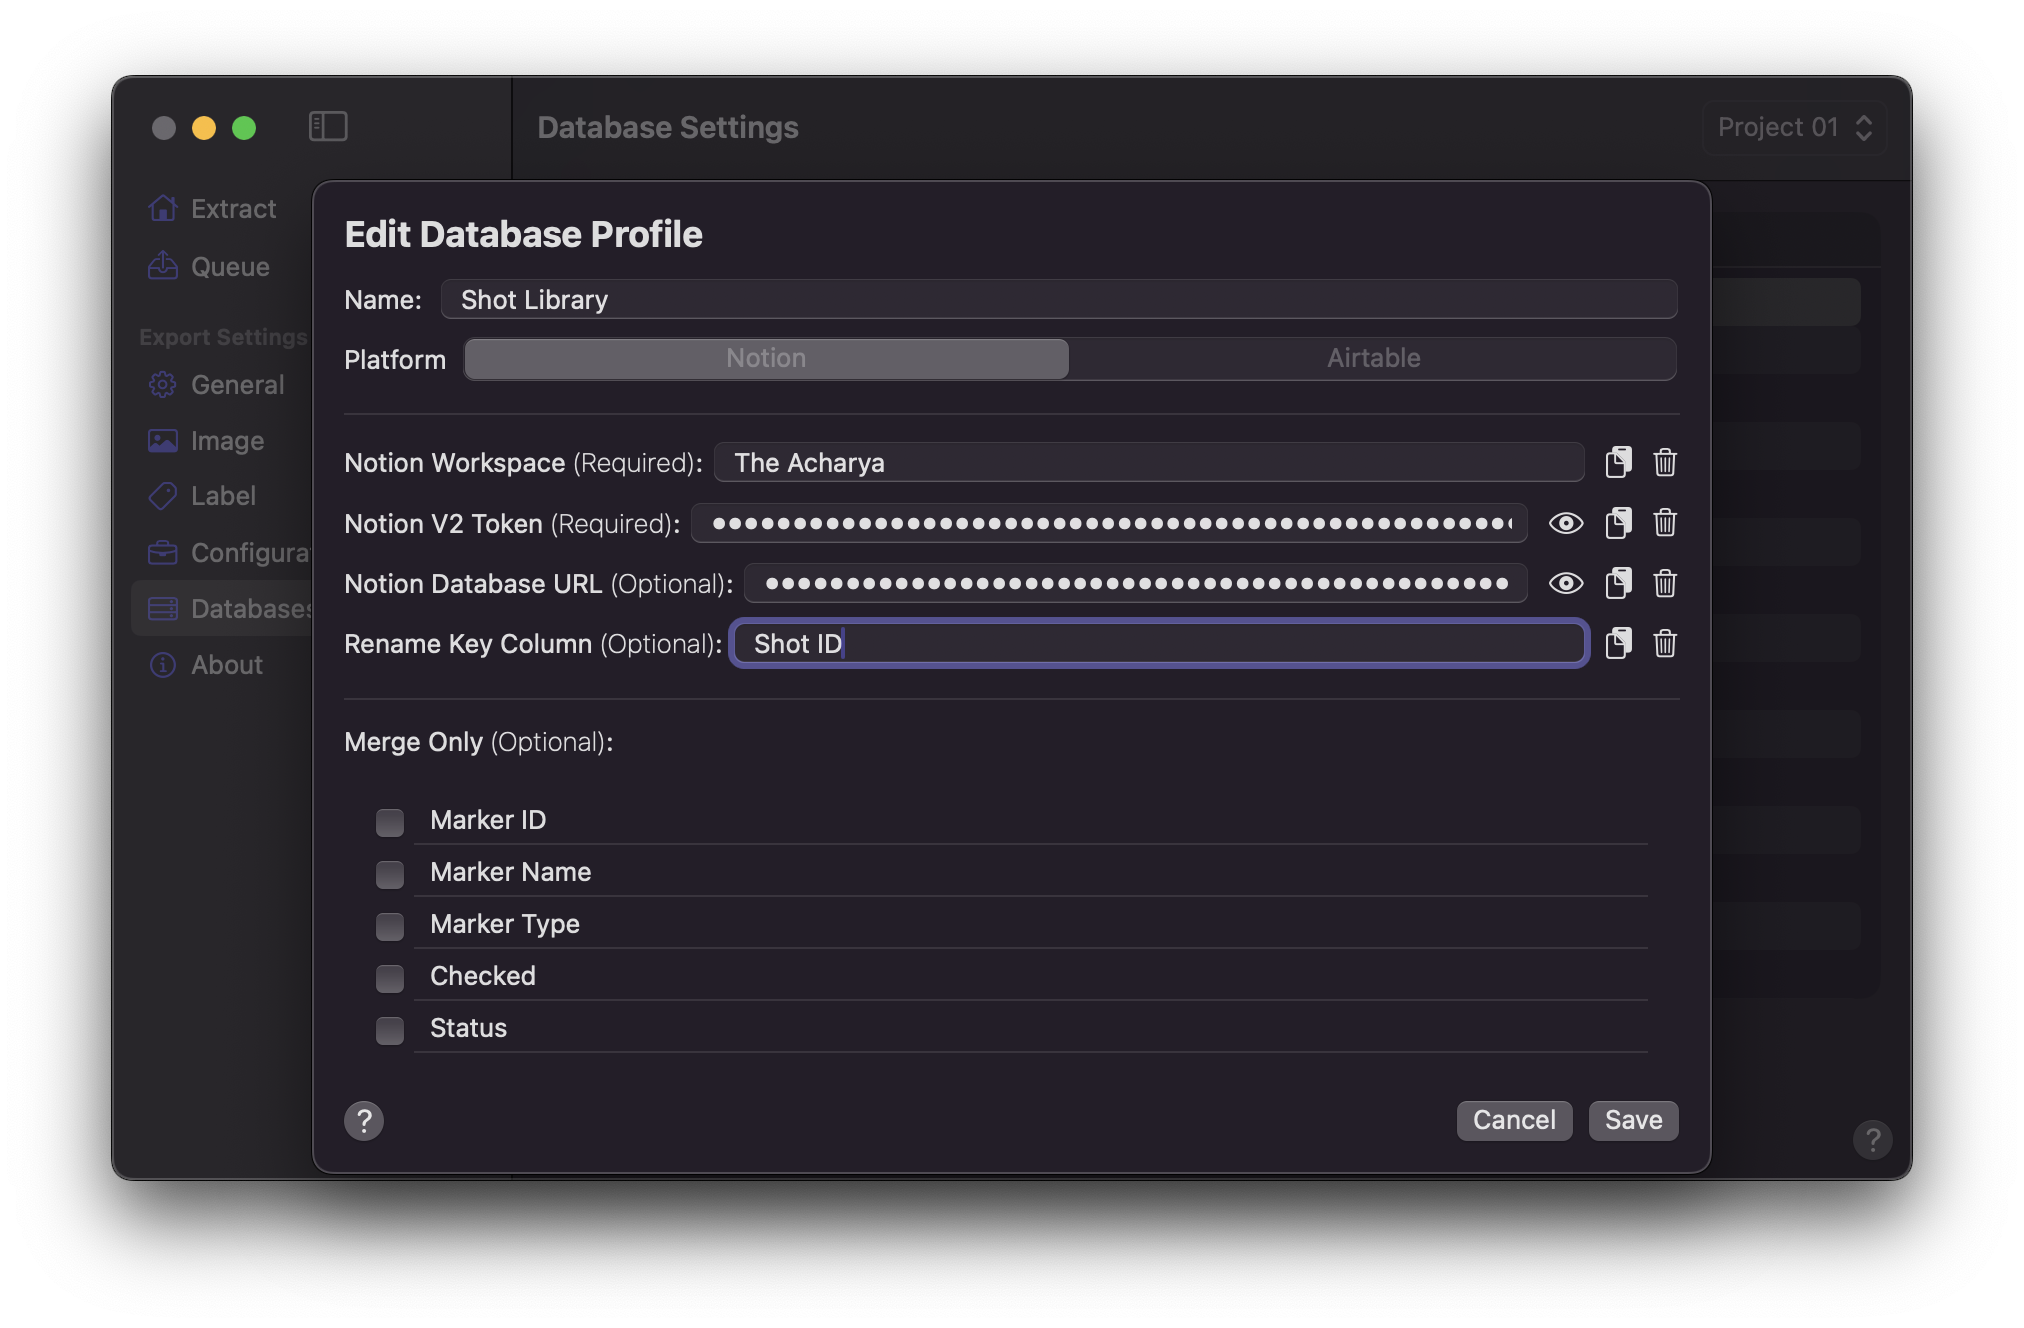 Database Settings
Project 01
Extract
Queue
Export Settings
General
Image
Label
Configurat
Databases
About
Edit Database Profile
Name: Shot Library
Platform Notion Airtable
Notion Workspace (Required): The Acharya
Notion V2 Token (Required): ••••••••••••••••••••••••••••••••••••••••••••••••••
Notion Database URL (Optional): ••••••••••••••••••••••••••••••••••••••••••••••
Rename Key Column (Optional): Shot ID
Merge Only (Optional):
Marker ID
Marker Name
Marker Type
Checked
Status
?
Cancel Save
?